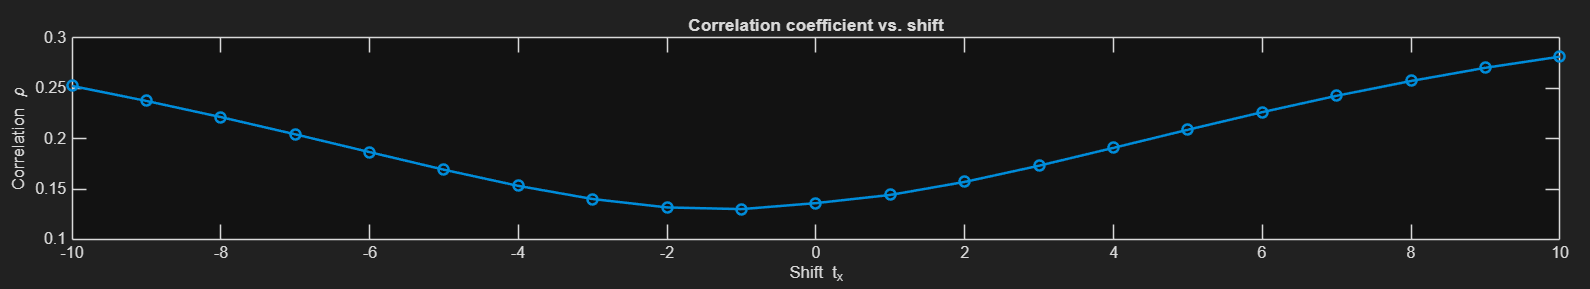 Correlation coefficient vs. shift
0.3
0.25
0.2
0.15
0.1
Correlation ρ
-10 -8 -6 -4 -2 0 2 4 6 8 10
Shift tx